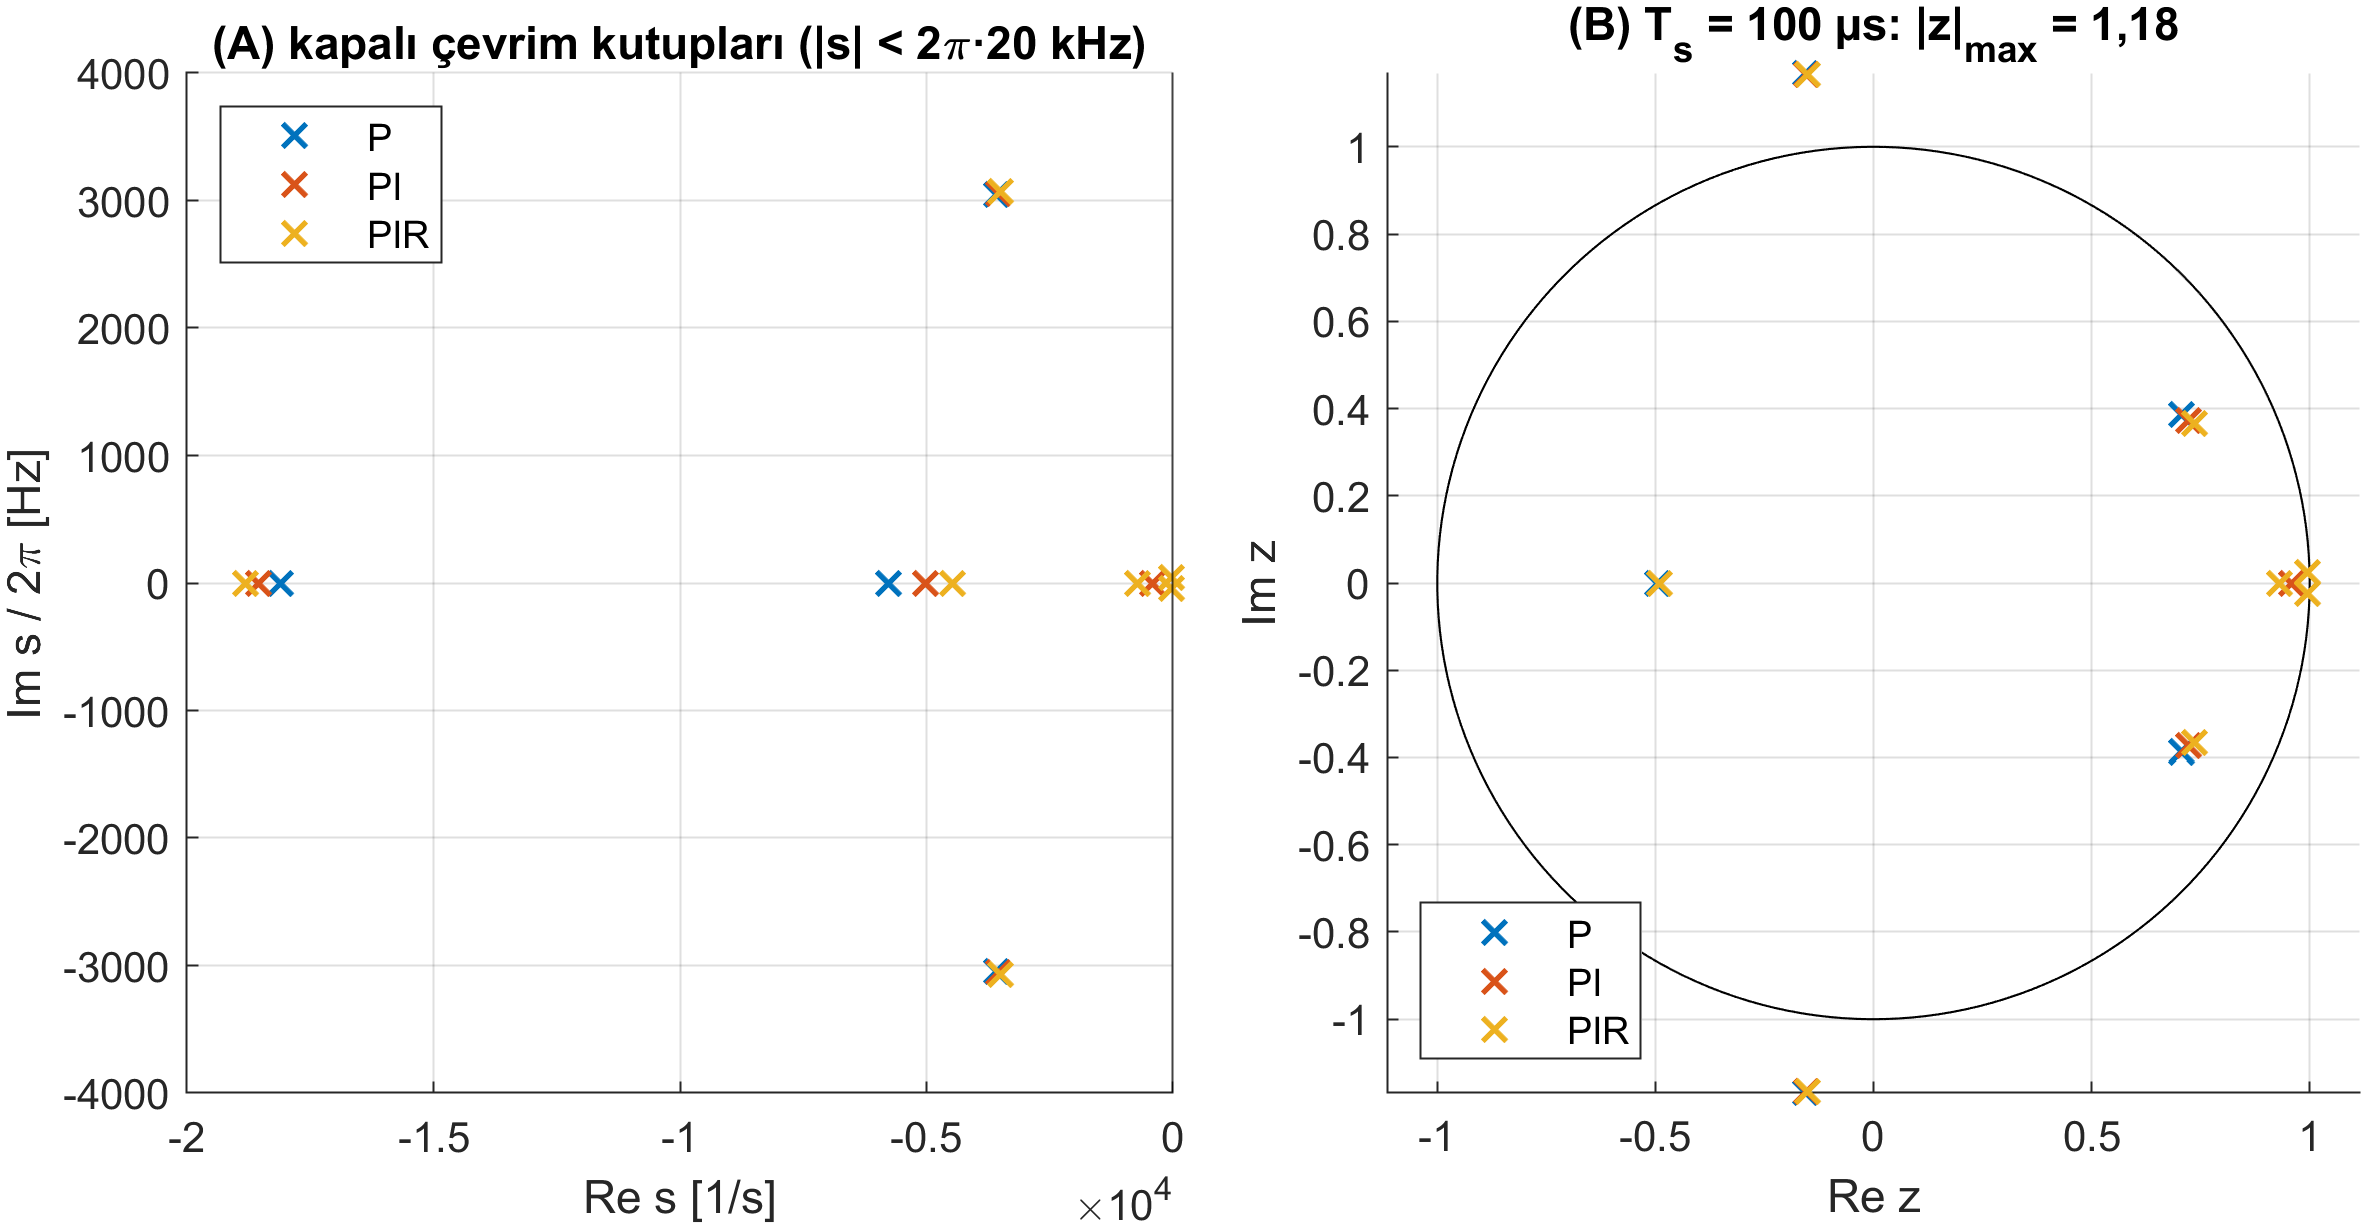 (A) kapalı çevrim kutupları (|s| < 2π·20 kHz)
4000
3000
2000
1000
0
-1000
-2000
-3000
-4000
Im s / 2π [Hz]
P
PI
PIR
-2
-1.5
-1
-0.5
0
×10⁴
Re s [1/s]
(B) Tₛ = 100 µs: |z|max = 1,18
1
0.8
0.6
0.4
0.2
0
-0.2
-0.4
-0.6
-0.8
-1
Im z
P
PI
PIR
-1
-0.5
0
0.5
1
Re z